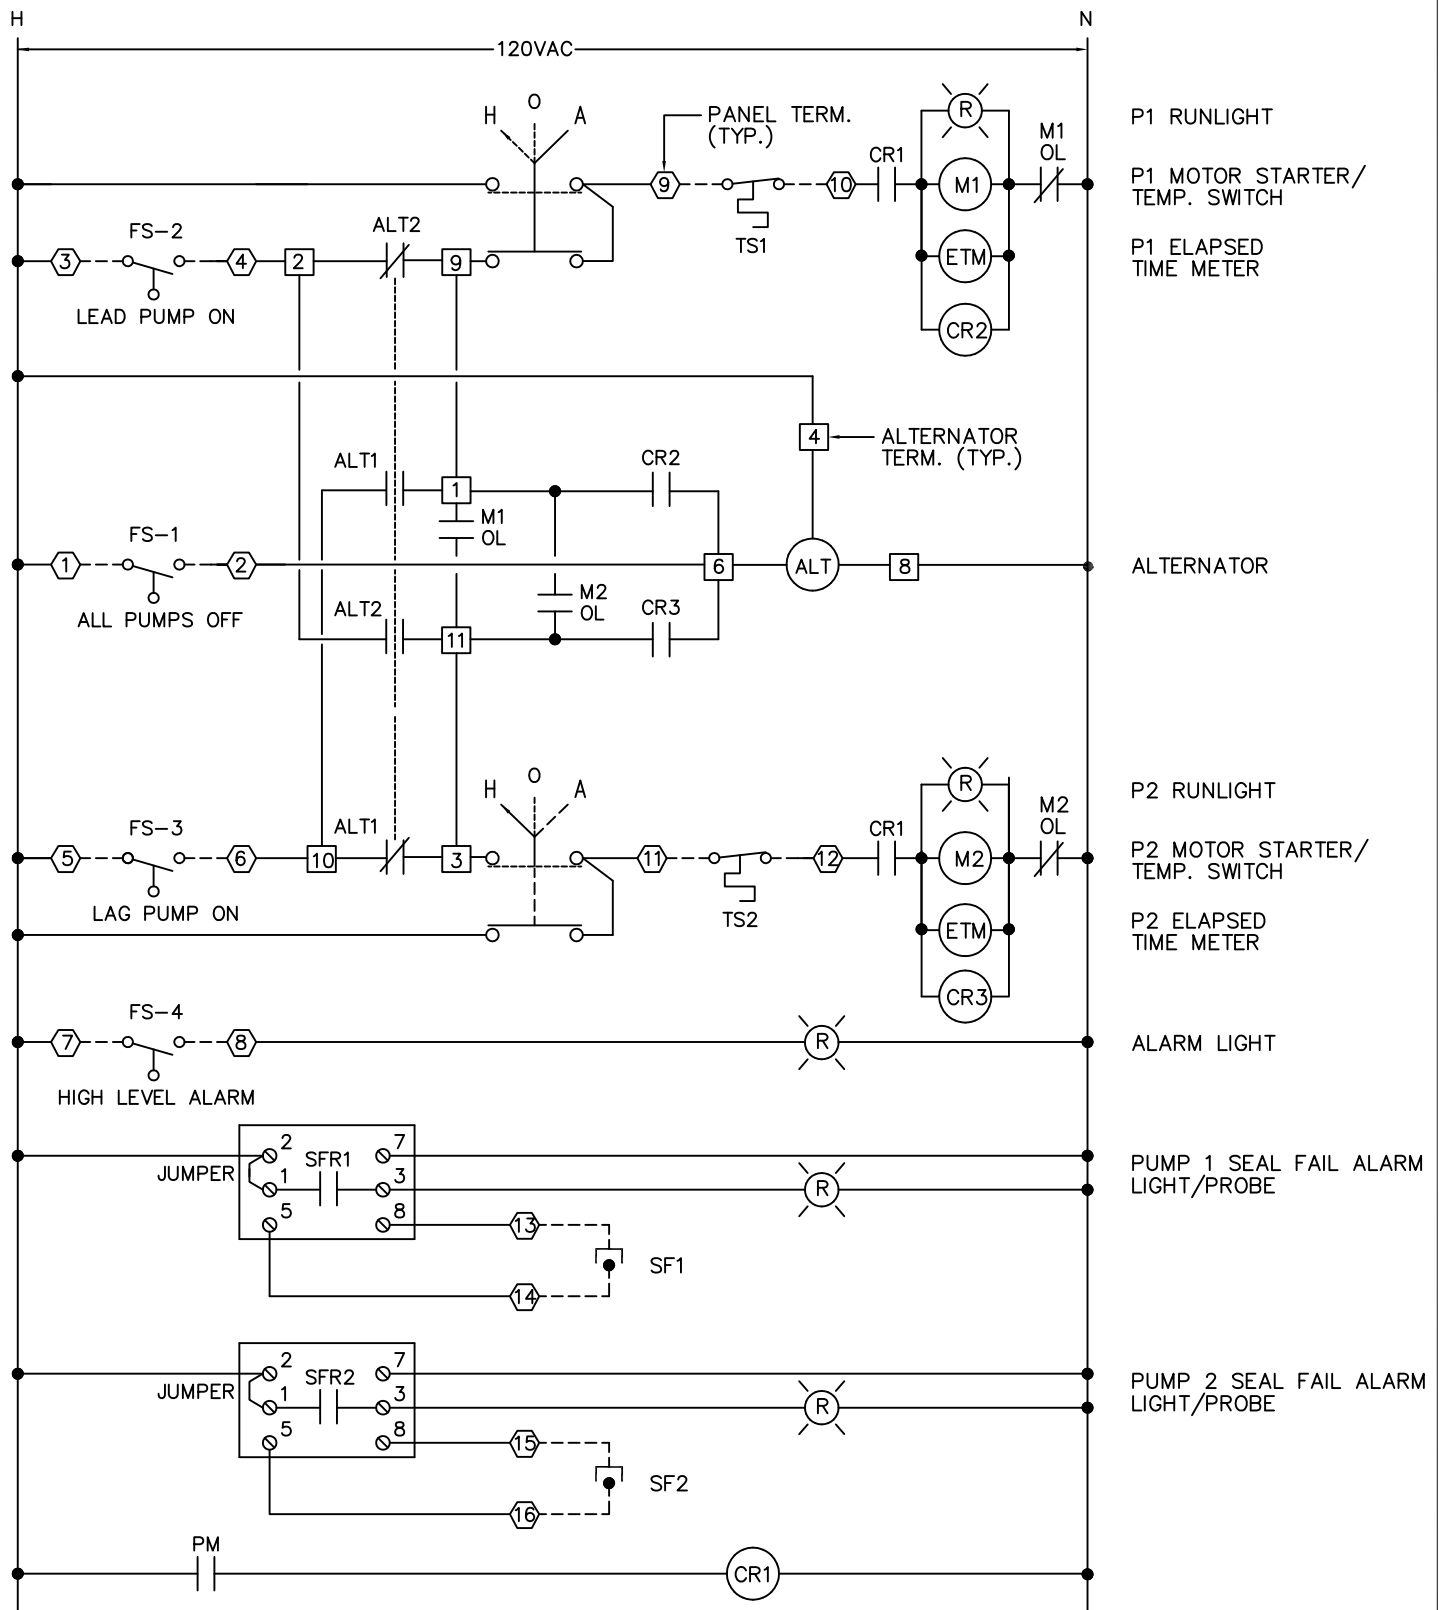 H
N
120VAC
H
O
A
PANEL TERM.
(TYP.)
R
M1
OL
P1 RUNLIGHT
CR1
9
10
M1
P1 MOTOR STARTER/
TEMP. SWITCH
TS1
FS-2
ALT2
3
4
2
9
ETM
P1 ELAPSED
TIME METER
LEAD PUMP ON
CR2
4
ALTERNATOR
TERM. (TYP.)
ALT1
CR2
1
M1
OL
FS-1
1
2
6
ALT
8
ALTERNATOR
ALL PUMPS OFF
ALT2
M2
OL
CR3
11
H
O
A
R
M2
OL
P2 RUNLIGHT
FS-3
ALT1
CR1
5
6
10
3
11
12
M2
P2 MOTOR STARTER/
TEMP. SWITCH
LAG PUMP ON
TS2
ETM
P2 ELAPSED
TIME METER
CR3
FS-4
7
8
R
ALARM LIGHT
HIGH LEVEL ALARM
2
7
JUMPER
SFR1
1
3
R
PUMP 1 SEAL FAIL ALARM
LIGHT/PROBE
5
8
13
SF1
14
2
7
JUMPER
SFR2
1
3
R
PUMP 2 SEAL FAIL ALARM
LIGHT/PROBE
5
8
15
SF2
16
PM
CR1